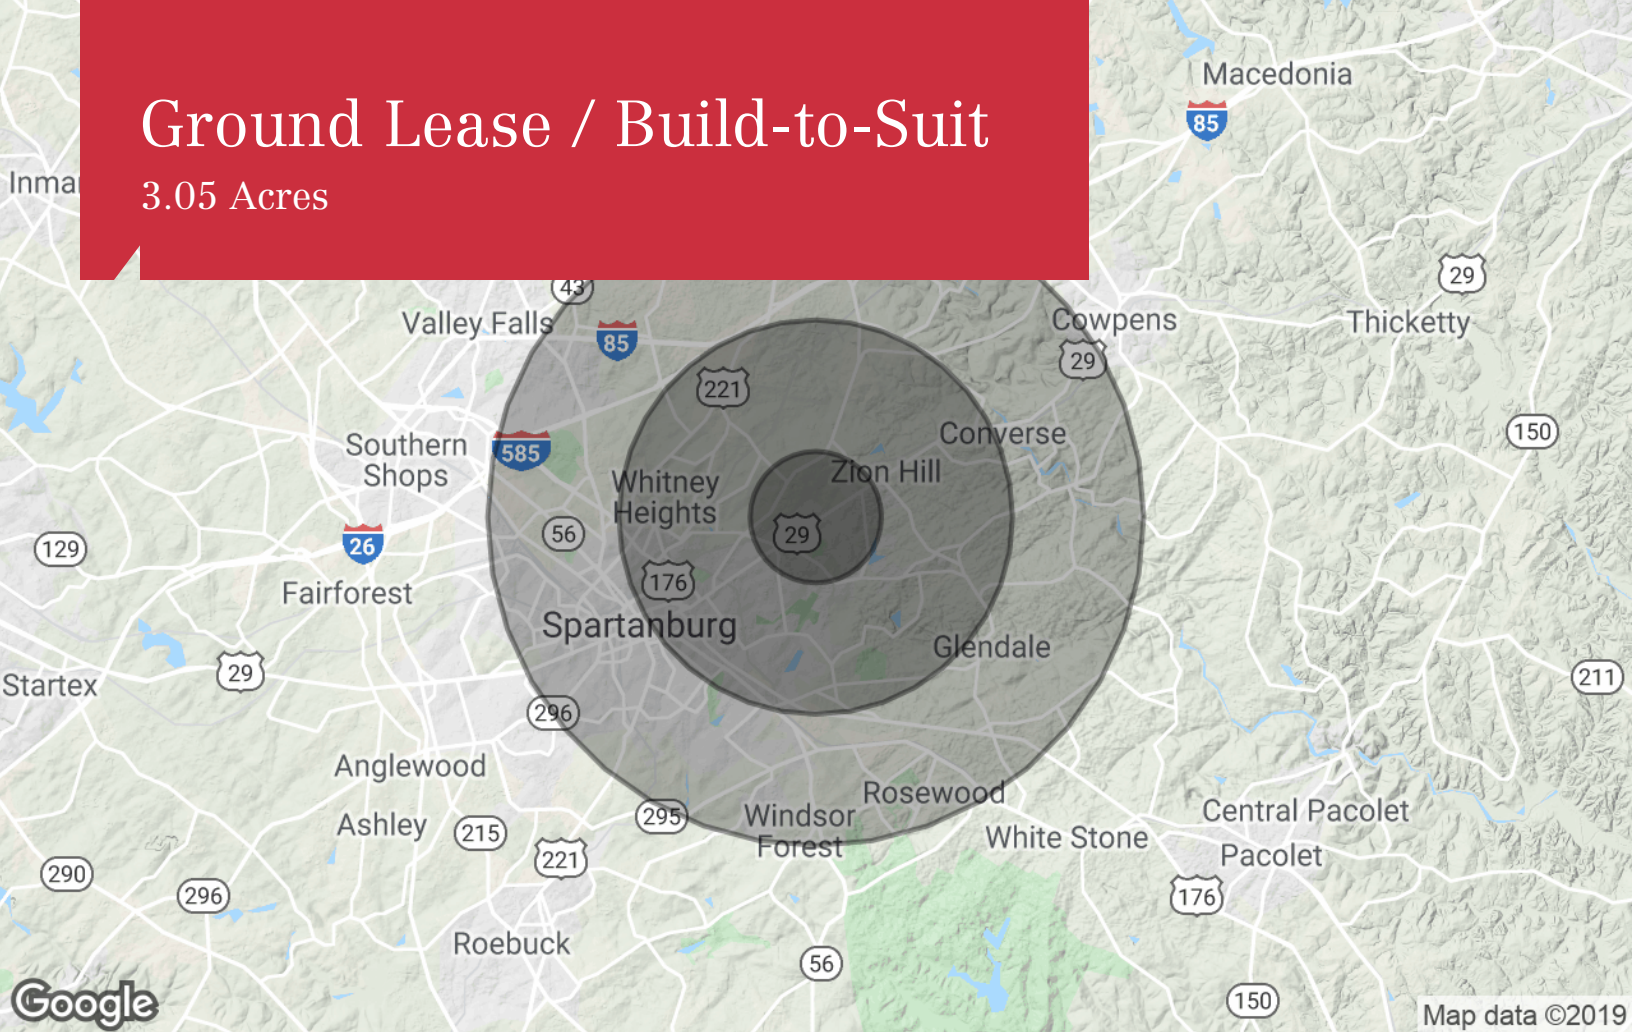 Ground Lease / Build-to-Suit
3.05 Acres
Macedonia
85
29
43
Valley Falls
85
Cowpens
29
Thicketty
221
150
Southern
Shops
585
Converse
Whitney
Heights
Zion Hill
56
29
129
26
176
Fairforest
Spartanburg
Glendale
29
Startex
211
296
Anglewood
Ashley
215
295
Windsor
Forest
Rosewood
White Stone
Central Pacolet
Pacolet
221
290
296
176
Roebuck
56
150
Google
Map data ©2019